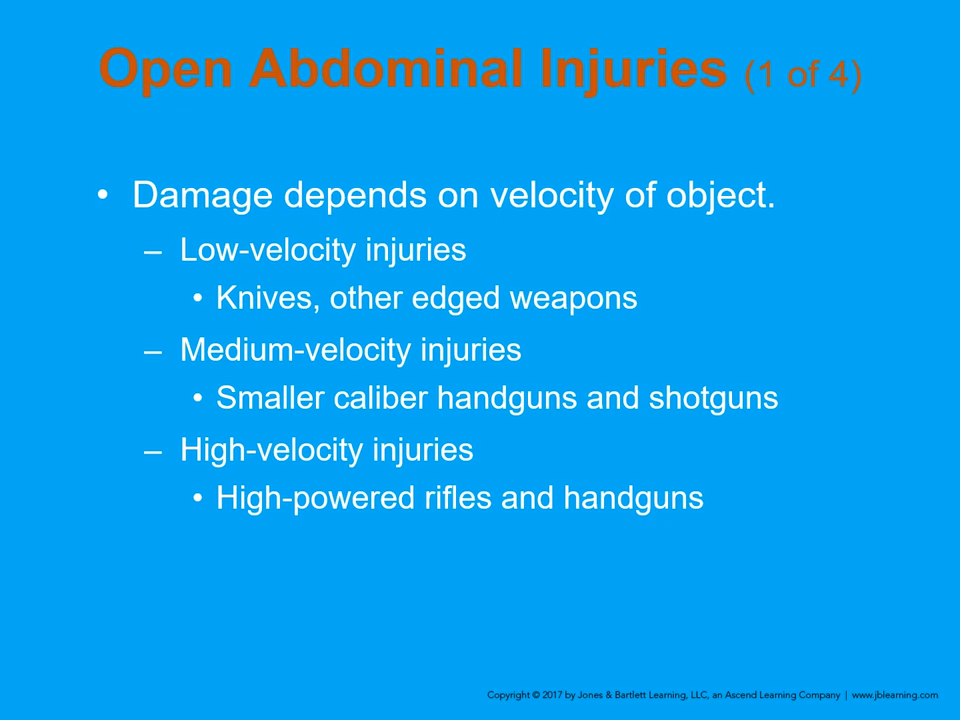 Open Abdominal Injuries (1 of 4)
• Damage depends on velocity of object.
– Low-velocity injuries
• Knives, other edged weapons
– Medium-velocity injuries
• Smaller caliber handguns and shotguns
– High-velocity injuries
• High-powered rifles and handguns
Copyright © 2017 by Jones & Bartlett Learning, LLC, an Ascend Learning Company | www.jblearning.com